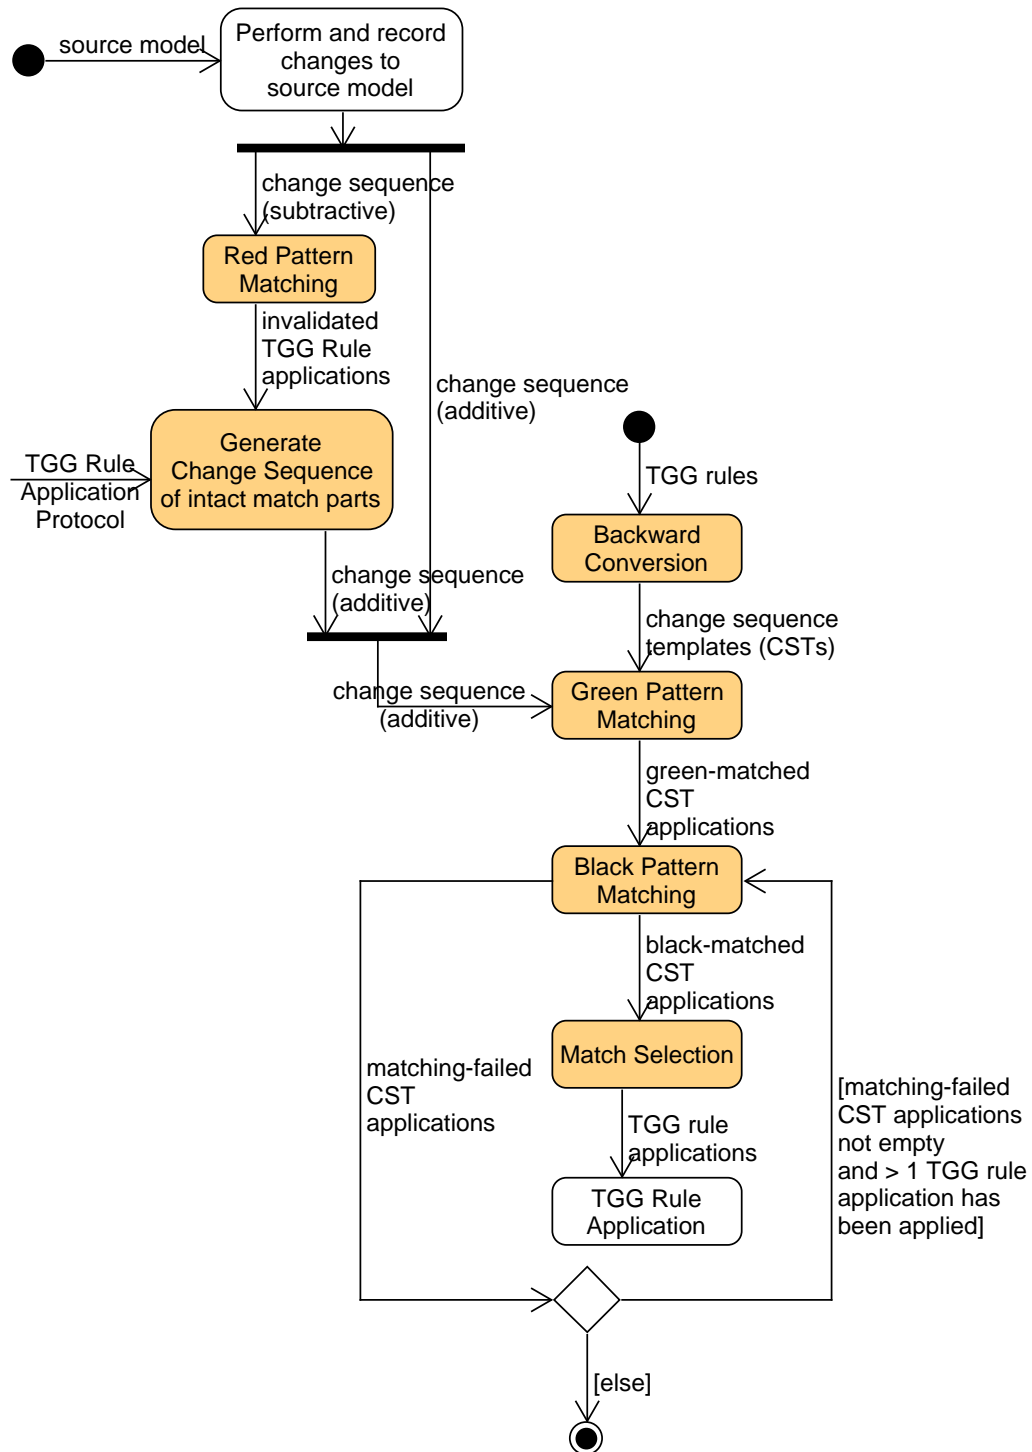 source model
Perform and record
changes to
source model
change sequence
(subtractive)
Red Pattern
Matching
invalidated
TGG Rule
applications
change sequence
(additive)
Generate
Change Sequence
of intact match parts
TGG Rule
Application
Protocol
TGG rules
Backward
Conversion
change sequence
(additive)
change sequence
templates (CSTs)
change sequence
(additive)
Green Pattern
Matching
green-matched
CST
applications
Black Pattern
Matching
black-matched
CST
applications
Match Selection
matching-failed
CST
applications
[matching-failed
CST applications
not empty
and > 1 TGG rule
application has
been applied]
TGG rule
applications
TGG Rule
Application
[else]